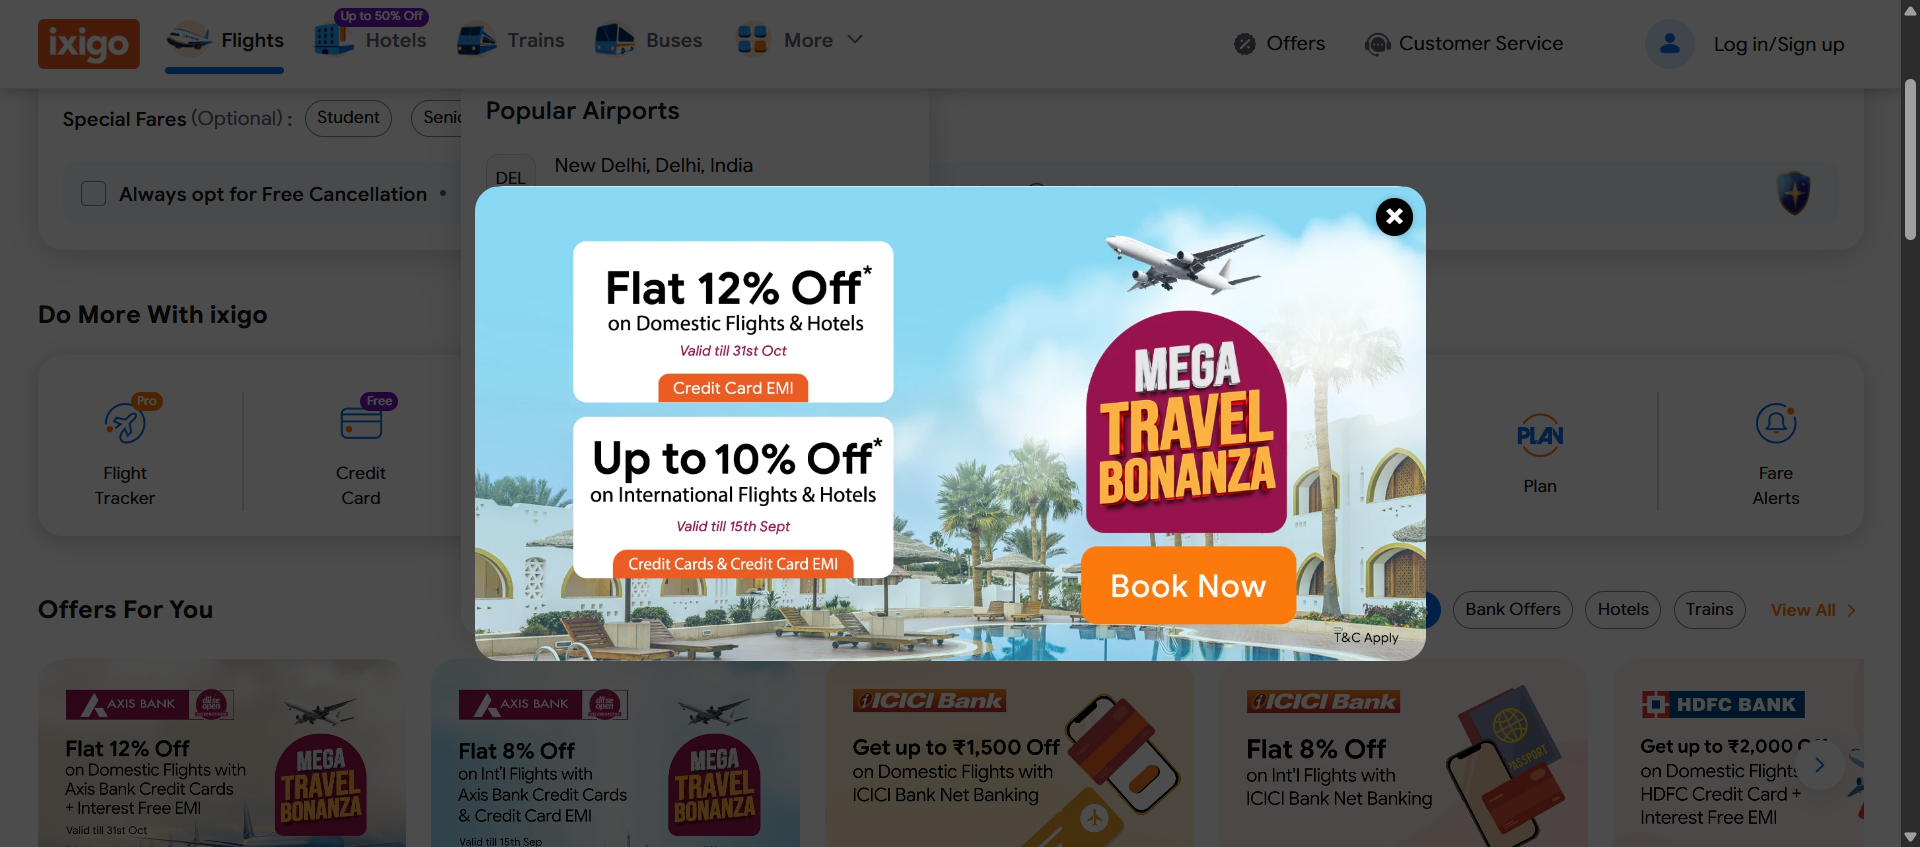 ixigo
Flights
Up to 50% Off
Hotels
Trains
Buses
More
Offers
Customer Service
Log in/Sign up
Special Fares (Optional) :
Student
Popular Airports
DEL
New Delhi, Delhi, India
Always opt for Free Cancellation •
Flat 12% Off*
on Domestic Flights & Hotels
Valid till 31st Oct
Credit Card EMI
Up to 10% Off*
on International Flights & Hotels
Valid till 15th Sept
Credit Cards & Credit Card EMI
MEGA
TRAVEL
BONANZA
Book Now
T&C Apply
Do More With ixigo
Pro
Flight
Tracker
Free
Credit
Card
PLAN
Plan
Fare
Alerts
Offers For You
Bank Offers
Hotels
Trains
View All
AXIS BANK
Flat 12% Off
on Domestic Flights with
Axis Bank Credit Cards
+ Interest Free EMI
Valid till 31st Oct
MEGA
TRAVEL
BONANZA
AXIS BANK
Flat 8% Off
on Int'l Flights with
Axis Bank Credit Cards
& Credit Card EMI
Valid till 15th Sep
MEGA
TRAVEL
BONANZA
ICICI Bank
Get up to ₹1,500 Off
on Domestic Flights with
ICICI Bank Net Banking
ICICI Bank
Flat 8% Off
on Int'l Flights with
ICICI Bank Net Banking
PASSPORT
HDFC BANK
Get up to ₹2,000
on Domestic Flights
HDFC Credit Card +
Interest Free EMI